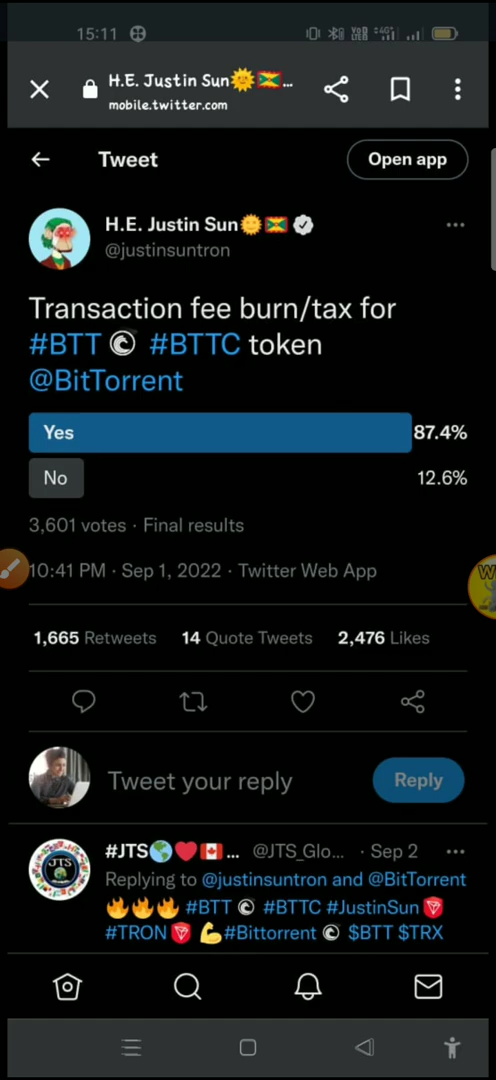 15:11
4G+
H.E. Justin Sun🌞🇬🇩...
mobile.twitter.com
Tweet
Open app
H.E. Justin Sun🌞🇬🇩
@justinsuntron
Transaction fee burn/tax for
#BTT #BTTC token
@BitTorrent
Yes 87.4%
No 12.6%
3,601 votes · Final results
10:41 PM · Sep 1, 2022 · Twitter Web App
W
1,665 Retweets 14 Quote Tweets 2,476 Likes
Tweet your reply
Reply
JTS
#JTS🌎❤️🇨🇦... @JTS_Glo... · Sep 2
Replying to @justinsuntron and @BitTorrent
🔥🔥🔥 #BTT #BTTC #JustinSun
#TRON 💪#Bittorrent $BTT $TRX